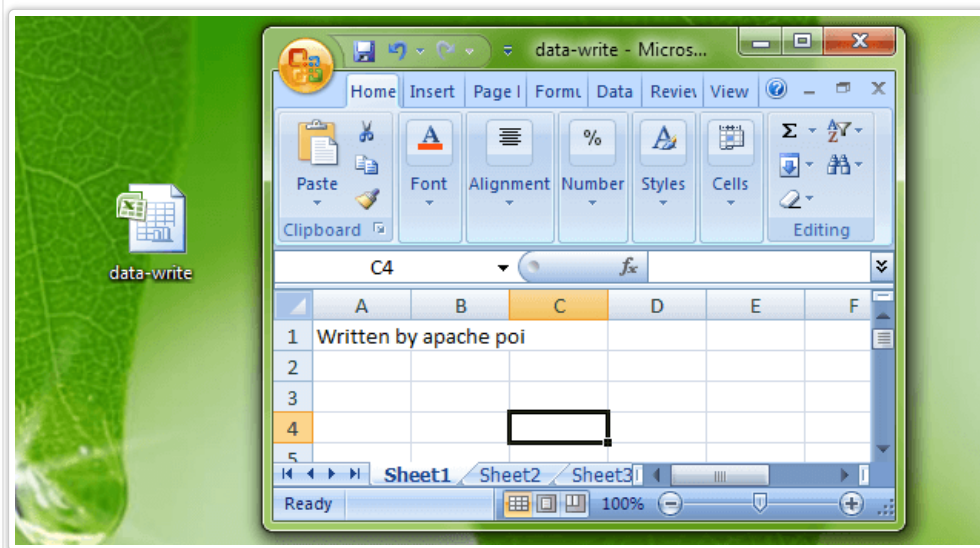 data-write - Micros...
Home Insert Page l Formu Data Review View
Paste Font Alignment Number Styles Cells
Clipboard Editing
data-write
C4 fx
A B C D E F
1 Written by apache poi
2
3
4
5
Sheet1 Sheet2 Sheet3
Ready 100%